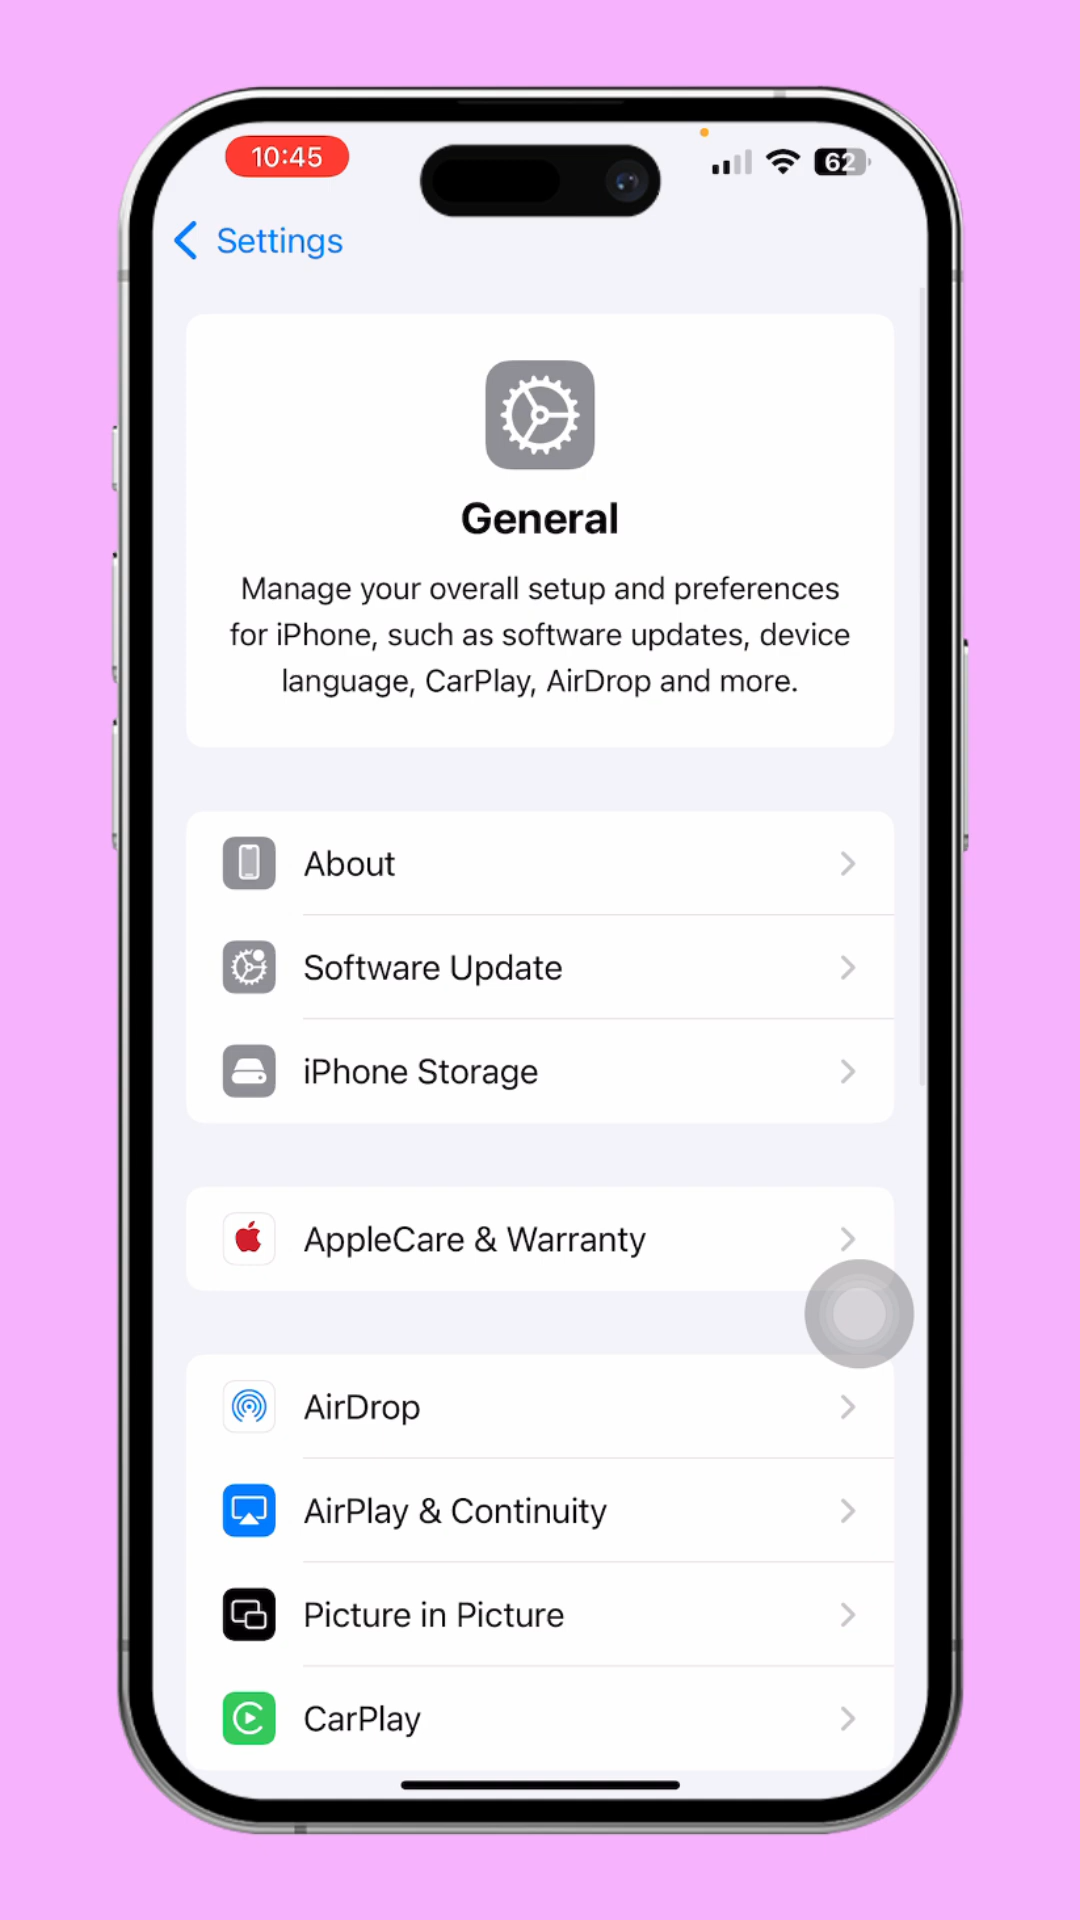 10:45
62
Settings
General
Manage your overall setup and preferences
for iPhone, such as software updates, device
language, CarPlay, AirDrop and more.
About
Software Update
iPhone Storage
AppleCare & Warranty
AirDrop
AirPlay & Continuity
Picture in Picture
CarPlay